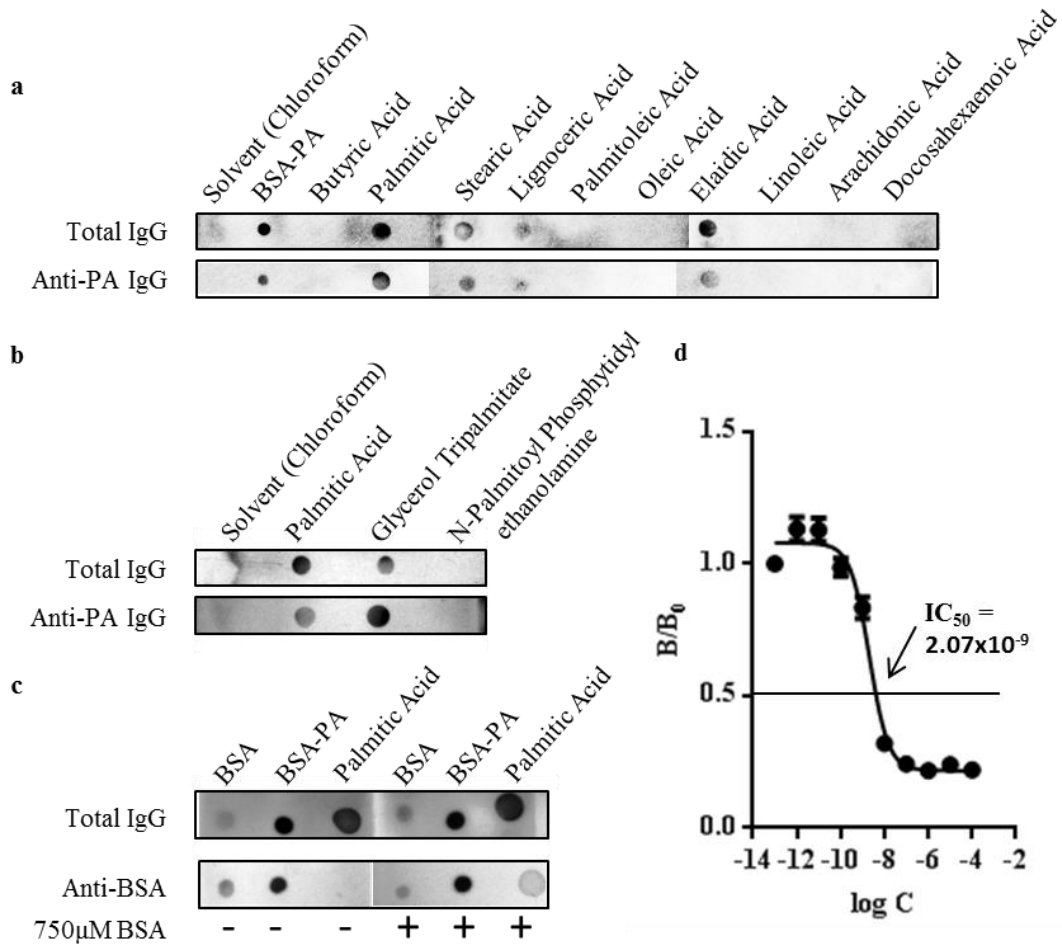 a
Solvent (Chloroform)
BSA-PA
Butyric Acid
Palmitic Acid
Stearic Acid
Lignoceric Acid
Palmitoleic Acid
Oleic Acid
Elaidic Acid
Linoleic Acid
Arachidonic Acid
Docosahexaenoic Acid
Total IgG
Anti-PA IgG
b
Solvent (Chloroform)
Palmitic Acid
Glycerol Tripalmitate
N-Palmitoyl Phosphytidyl
ethanolamine
Total IgG
Anti-PA IgG
c
BSA
BSA-PA
Palmitic Acid
BSA
BSA-PA
Palmitic Acid
Total IgG
Anti-BSA
750µM BSA - - - + + +
d
1.5
1.0
0.5
0.0
B/B0
IC50 =
2.07x10-9
-14 -12 -10 -8 -6 -4 -2
log C